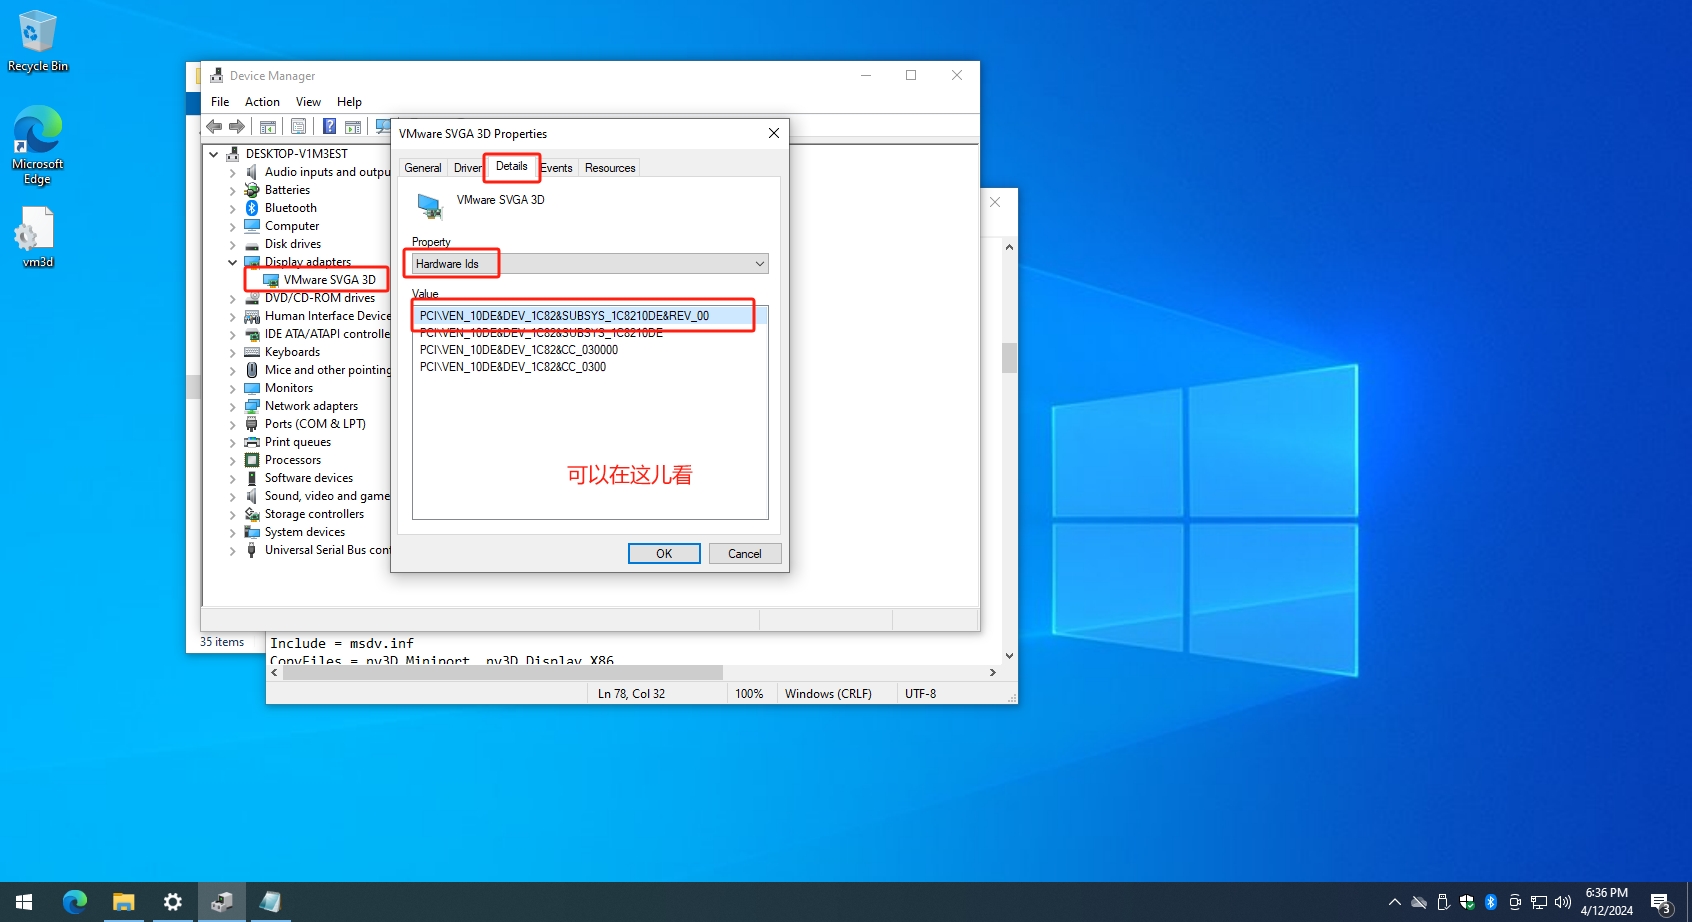 Recycle Bin
Microsoft
Edge
vm3d
Device Manager
File Action View Help
DESKTOP-V1M3EST
Audio inputs and outpu
Batteries
Bluetooth
Computer
Disk drives
Display adapters
VMware SVGA 3D
DVD/CD-ROM drives
Human Interface Device
IDE ATA/ATAPI controlle
Keyboards
Mice and other pointing
Monitors
Network adapters
Ports (COM & LPT)
Print queues
Processors
Software devices
Sound, video and game
Storage controllers
System devices
Universal Serial Bus con
VMware SVGA 3D Properties
General Driver Details Events Resources
VMware SVGA 3D
Property
Hardware Ids
Value
PCI\VEN_10DE&DEV_1C82&SUBSYS_1C8210DE&REV_00
PCI\VEN_10DE&DEV_1C82&SUBSYS_1C8210DE
PCI\VEN_10DE&DEV_1C82&CC_030000
PCI\VEN_10DE&DEV_1C82&CC_0300
可以在这儿看
OK Cancel
35 items
Include = msdv.inf
CopyFiles = nv3D Miniport, nv3D Display X86
Ln 78, Col 32 100% Windows (CRLF) UTF-8
6:36 PM
4/12/2024
3